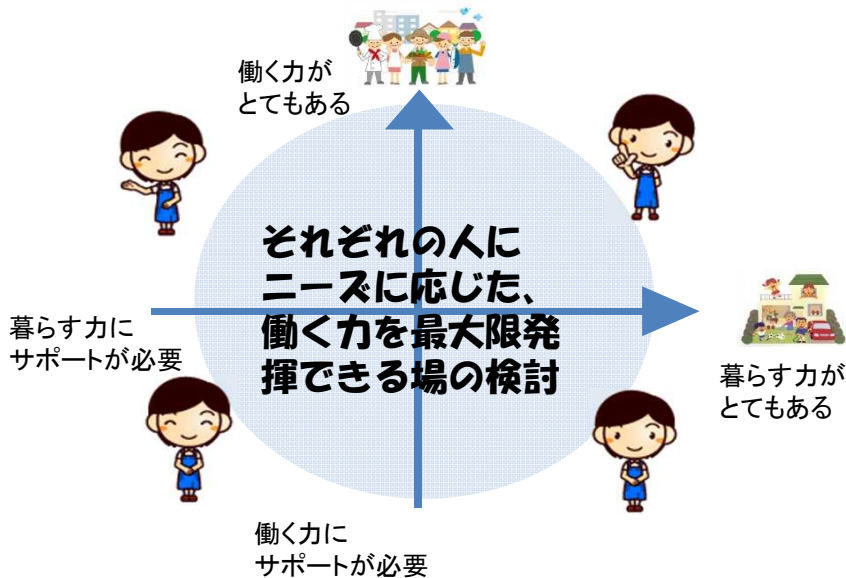 働く力が
とてもある
それぞれの人に
ニーズに応じた、
働く力を最大限発
揮できる場の検討
暮らす力に
サポートが必要
暮らす力が
とてもある
働く力に
サポートが必要